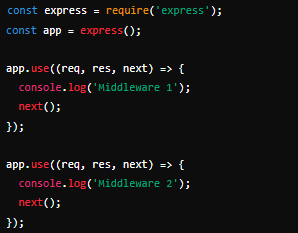 const express = require('express');
const app = express();
app.use((req, res, next) => {
  console.log('Middleware 1');
  next();
});
app.use((req, res, next) => {
  console.log('Middleware 2');
  next();
});